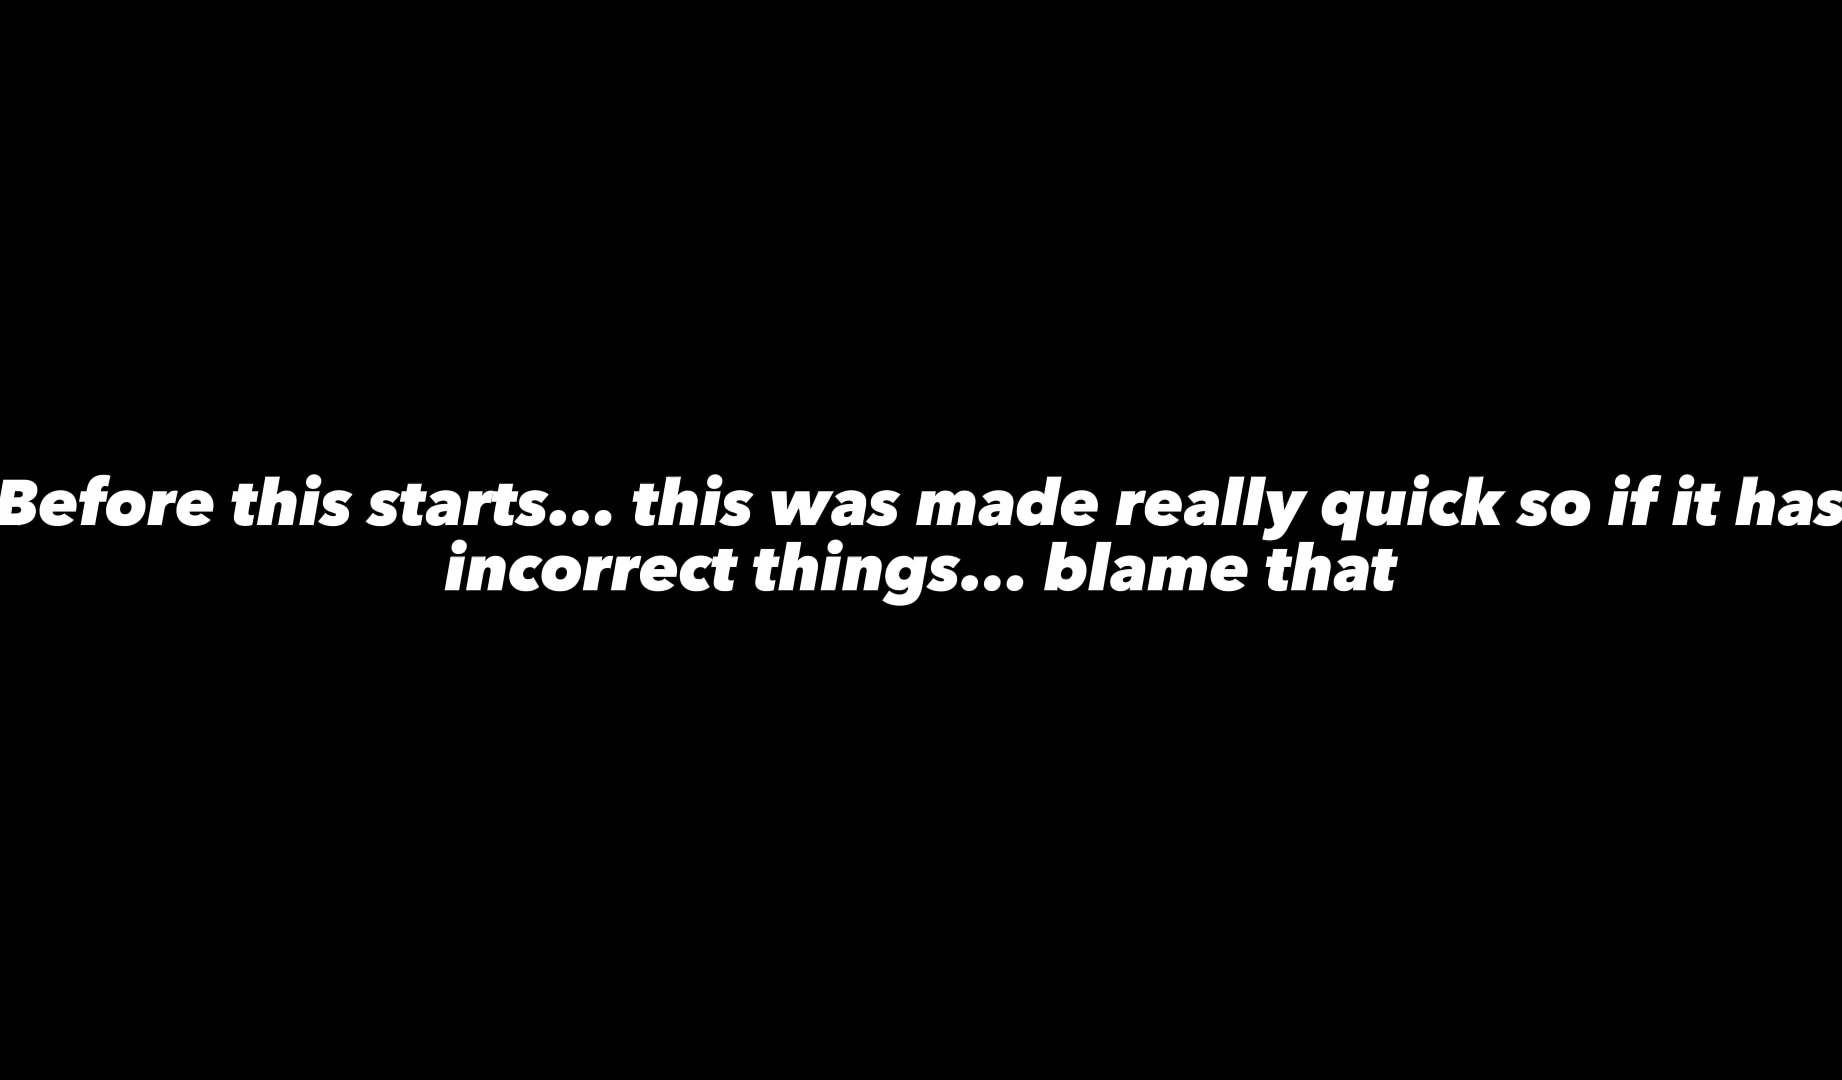 Before this starts... this was made really quick so if it has
incorrect things... blame that